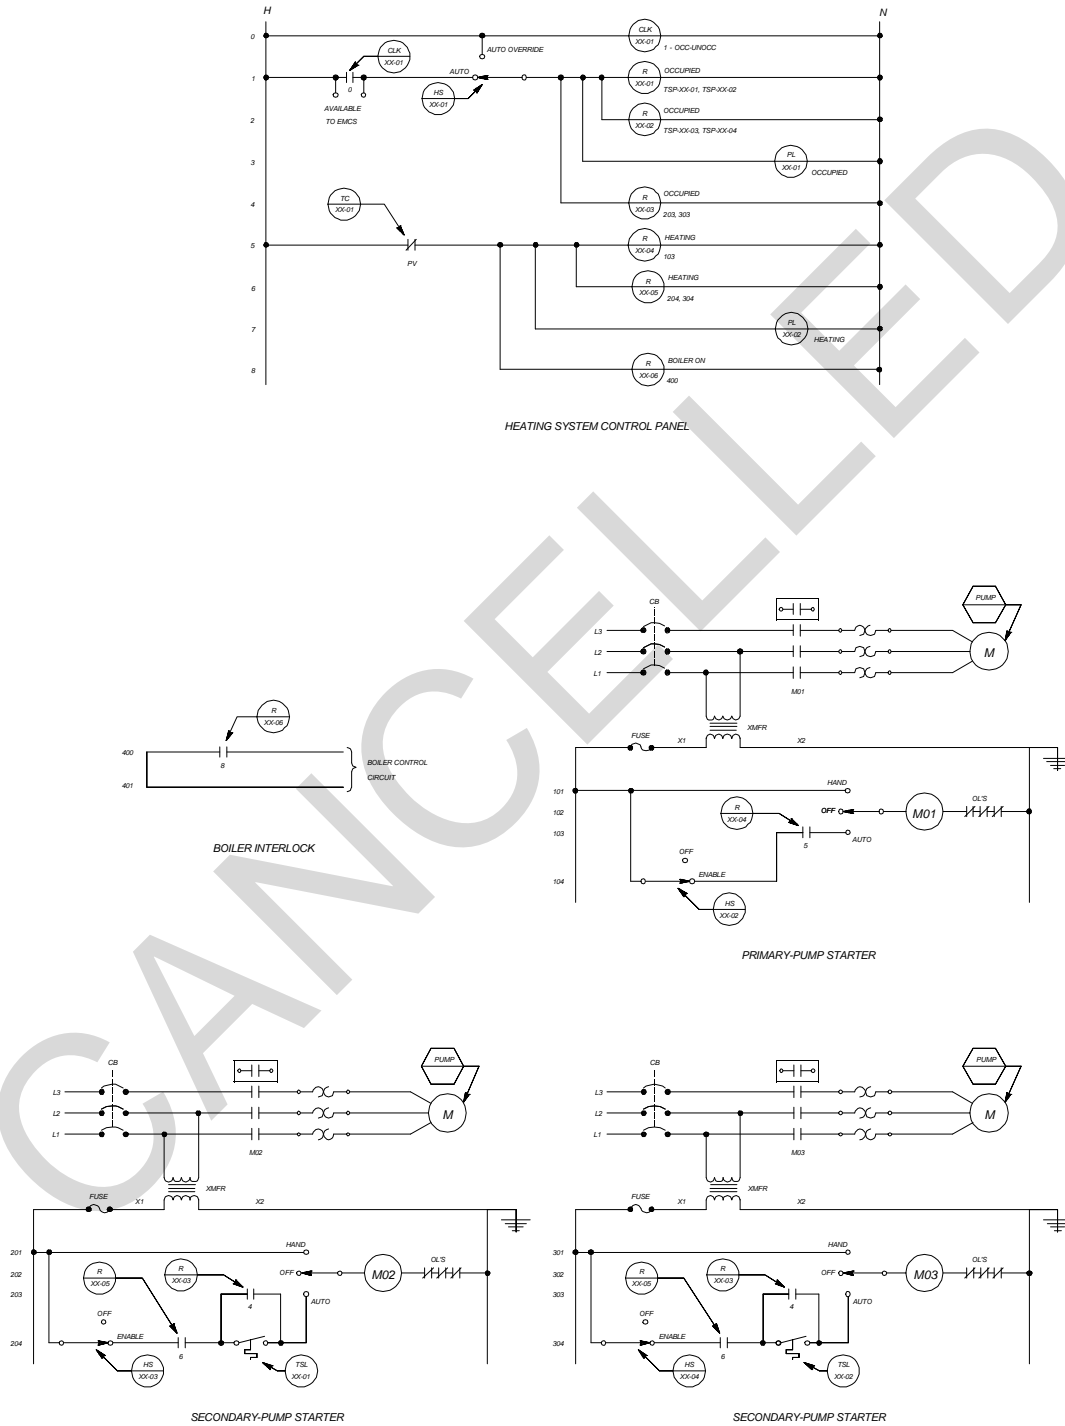 H
N
0
CLK
XX-01
1 - OCC-UNOCC
AUTO OVERRIDE
CLK
XX-01
1
AUTO
R
XX-01
OCCUPIED
TSP-XX-01, TSP-XX-02
0
HS
XX-01
AVAILABLE
TO EMCS
2
R
XX-02
OCCUPIED
TSP-XX-03, TSP-XX-04
3
PL
XX-01
OCCUPIED
TC
XX-01
4
R
XX-03
OCCUPIED
203, 303
5
PV
R
XX-04
HEATING
103
6
R
XX-05
HEATING
204, 304
7
PL
XX-02
HEATING
8
R
XX-06
BOILER ON
400
HEATING SYSTEM CONTROL PANEL
CANCELLED
R
XX-06
400
8
BOILER CONTROL
CIRCUIT
401
BOILER INTERLOCK
CB
PUMP
L3
L2
M
L1
M01
XMFR
FUSE
X1
X2
101
HAND
102
R
XX-04
OFF
M01
OL'S
103
5
AUTO
OFF
104
ENABLE
HS
XX-02
PRIMARY-PUMP STARTER
CB
PUMP
L3
L2
M
L1
M02
XMFR
FUSE
X1
X2
201
HAND
202
R
XX-05
R
XX-03
OFF
M02
OL'S
203
4
AUTO
OFF
204
ENABLE
6
HS
XX-03
TSL
XX-01
SECONDARY-PUMP STARTER
CB
PUMP
L3
L2
M
L1
M03
XMFR
FUSE
X1
X2
301
HAND
302
R
XX-05
R
XX-03
OFF
M03
OL'S
303
4
AUTO
OFF
304
ENABLE
6
HS
XX-04
TSL
XX-02
SECONDARY-PUMP STARTER